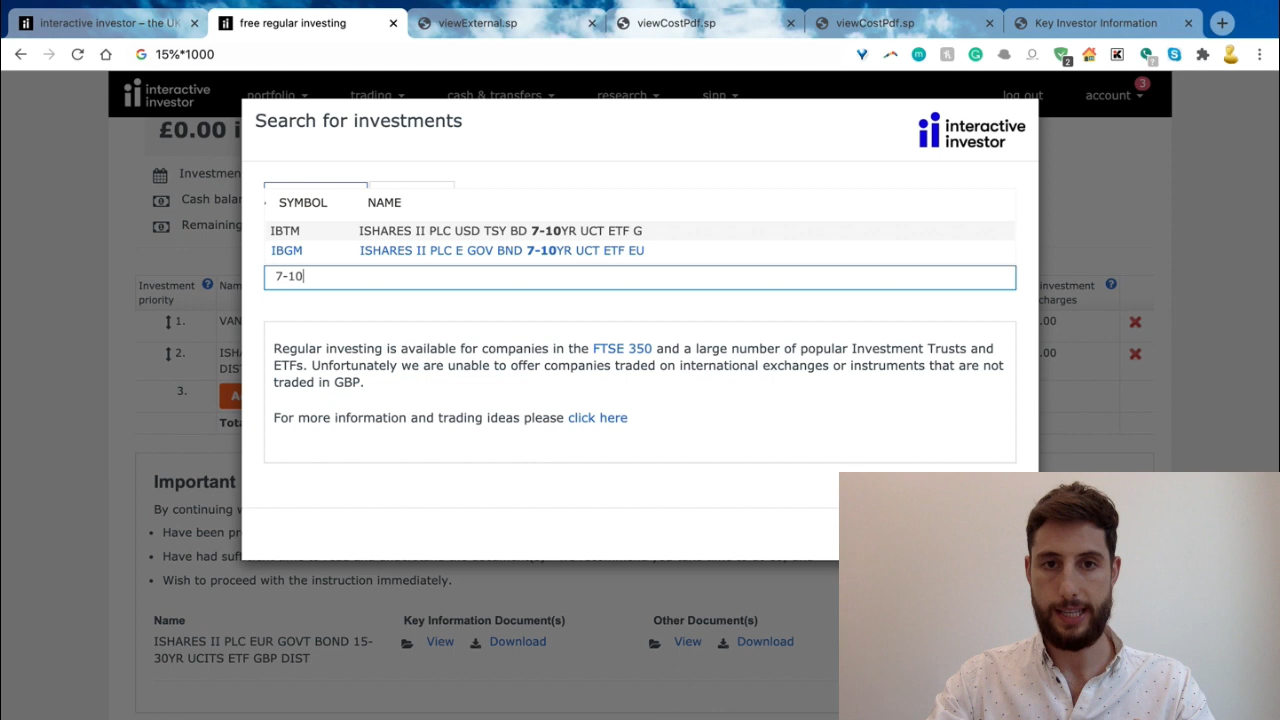 interactive investor – the UK
free regular investing
viewExternal.sp
viewCostPdf.sp
viewCostPdf.sp
Key Investor Information
15%*1000
2
?
interactive
investor
portfolio
trading
cash & transfers
research
sipp
log out
account
3
£0.00 i
Search for investments
interactive
investor
Investmen
Cash balan
Remaining
SYMBOL NAME
IBTM ISHARES II PLC USD TSY BD 7-10YR UCT ETF G
IBGM ISHARES II PLC E GOV BND 7-10YR UCT ETF EU
7-10
Investment
priority
?
Nam
investment
charges
?
1. VAN
.00
2. ISH
DIS
.00
3. A
Tota
Regular investing is available for companies in the FTSE 350 and a large number of popular Investment Trusts and
ETFs. Unfortunately we are unable to offer companies traded on international exchanges or instruments that are not
traded in GBP.
For more information and trading ideas please click here
Important
By continuing
• Have been pr
• Have had suff
• Wish to proceed with the instruction immediately.
Name Key Information Document(s) Other Document(s)
ISHARES II PLC EUR GOVT BOND 15-
30YR UCITS ETF GBP DIST
View Download View Download